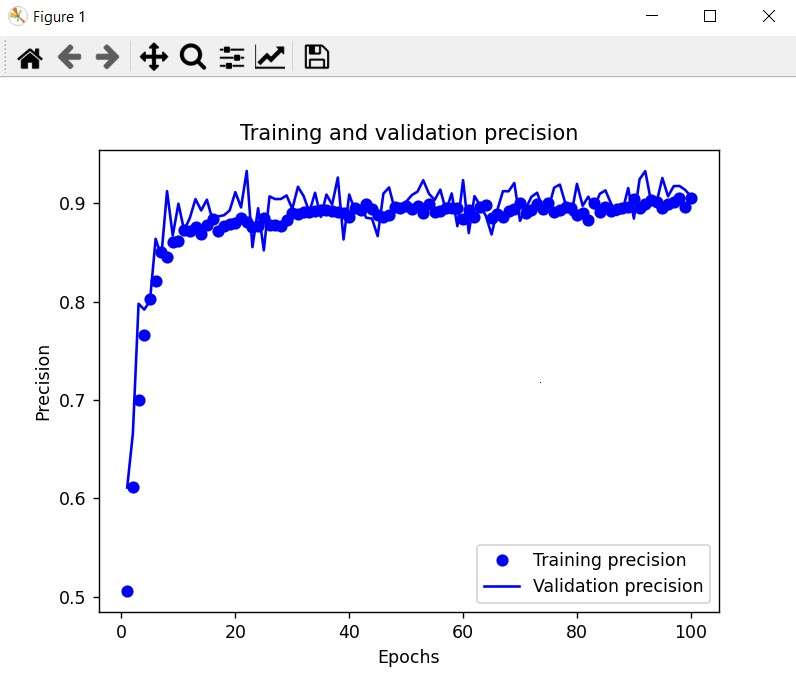 Figure 1
Training and validation precision
0.9
0.8
0.7
0.6
0.5
Precision
0 20 40 60 80 100
Epochs
Training precision
Validation precision